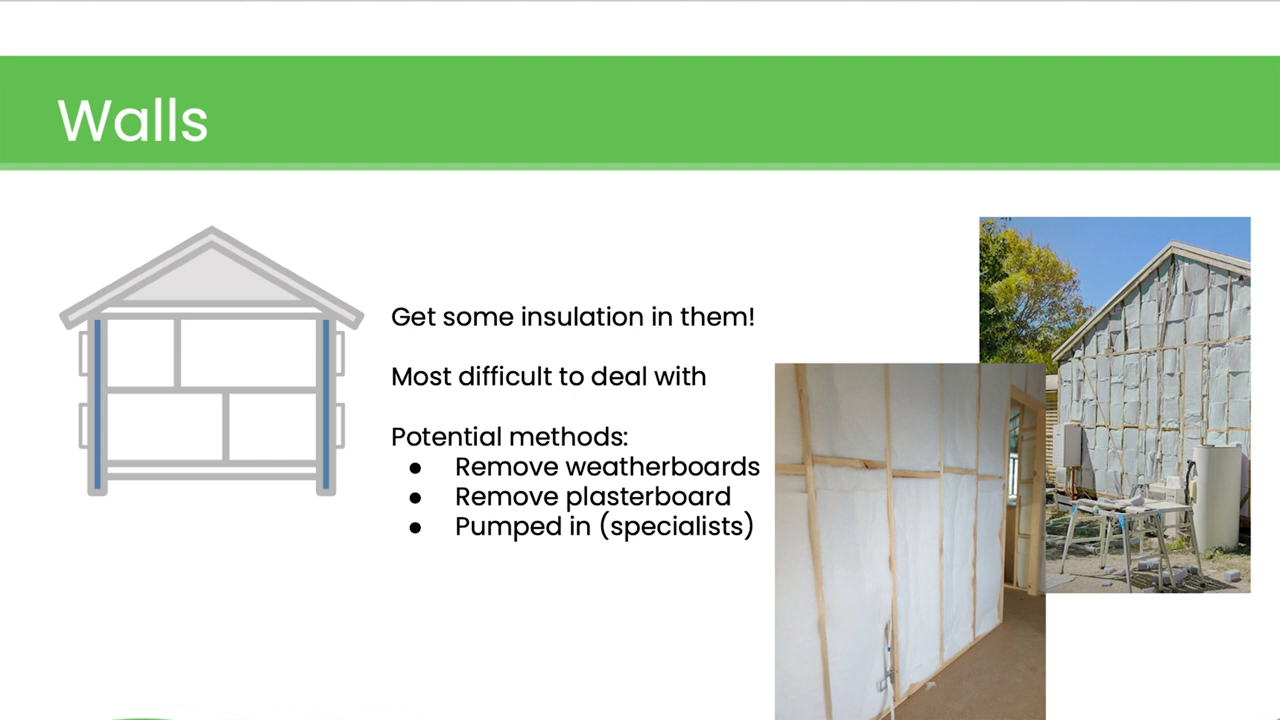 Walls
Get some insulation in them!
Most difficult to deal with
Potential methods:
● Remove weatherboards
● Remove plasterboard
● Pumped in (specialists)